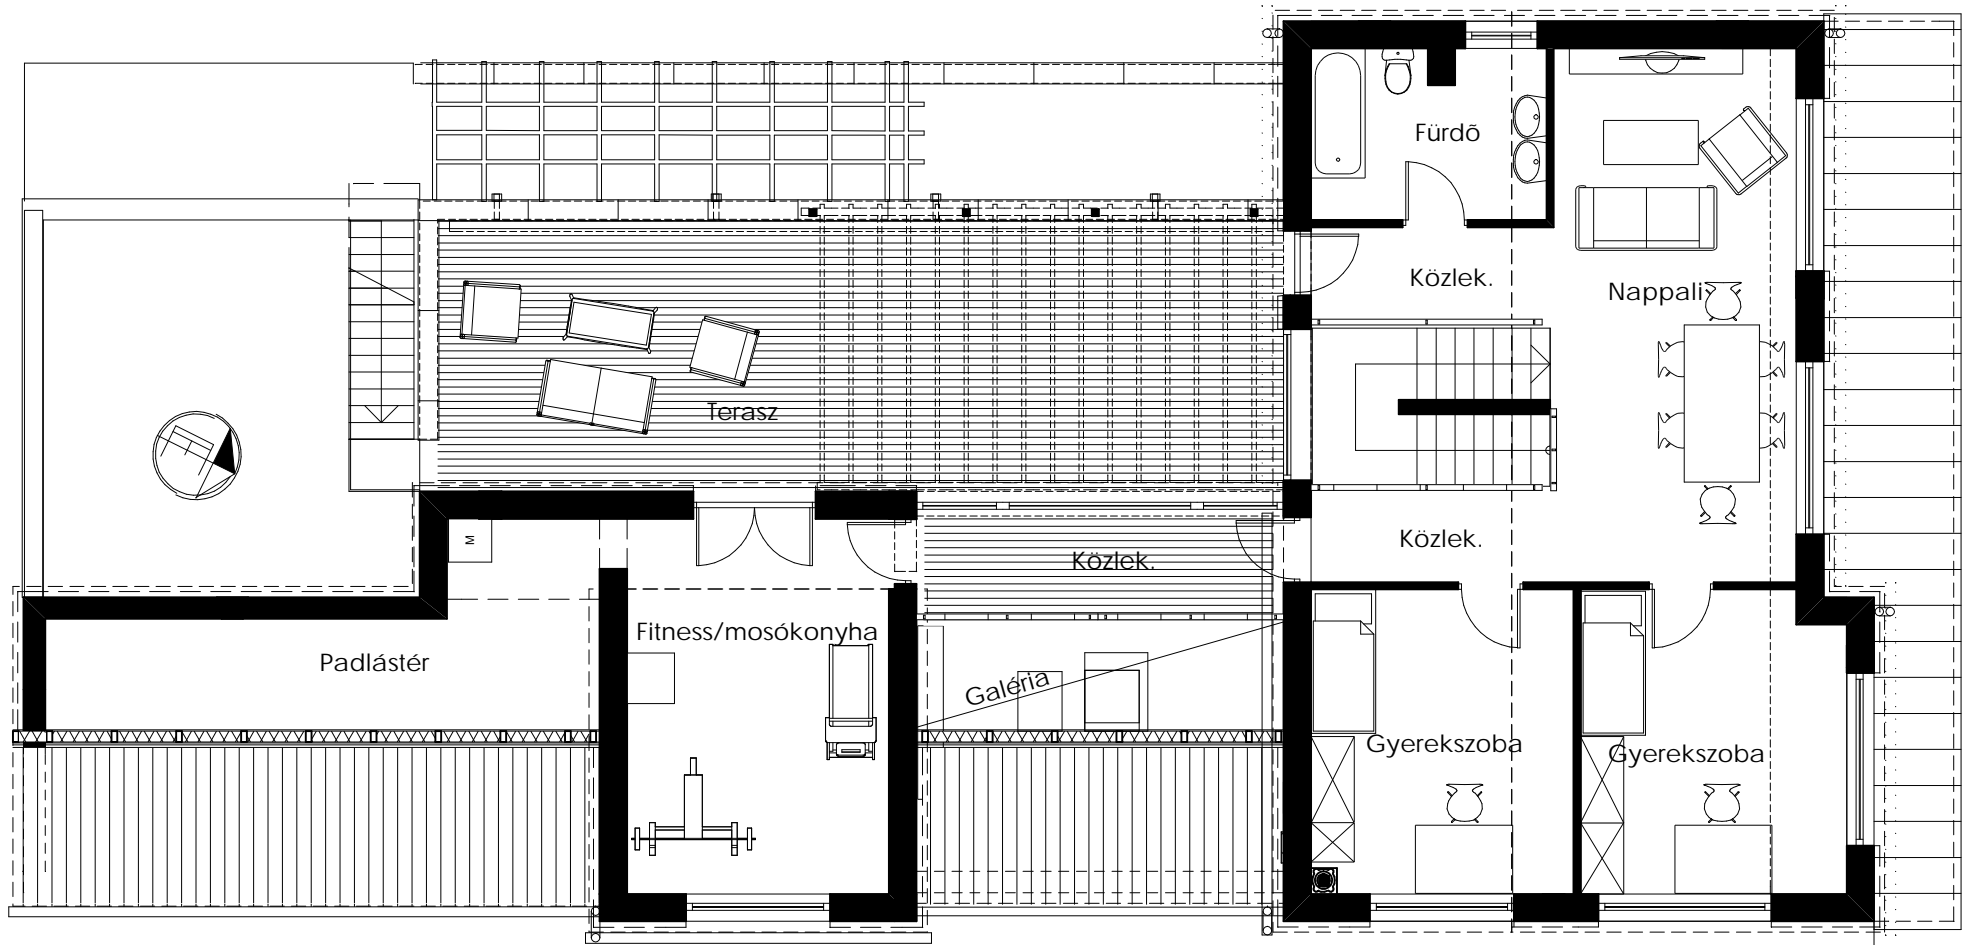 Fürdõ
Közlek.
Nappali
Terasz
Közlek.
M
Közlek.
Fitness/mosókonyha
Padlástér
Galéria
Gyerekszoba
Gyerekszoba